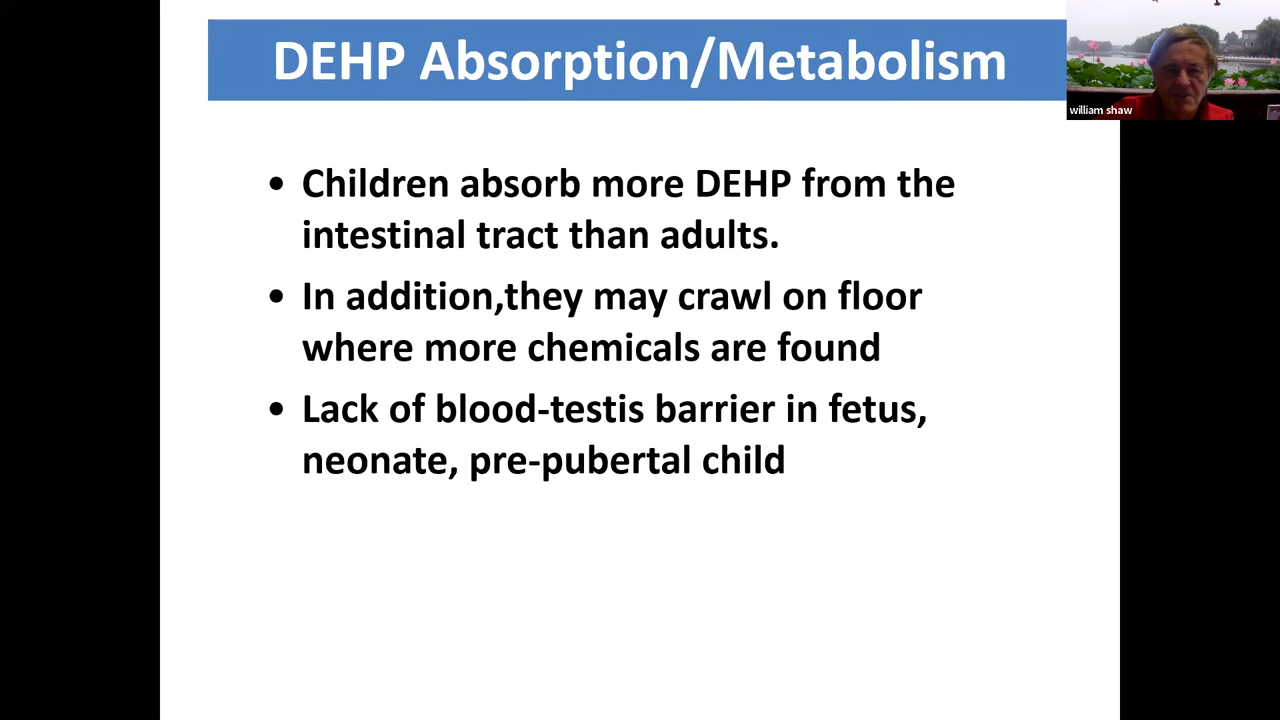 DEHP Absorption/Metabolism
william shaw
• Children absorb more DEHP from the
intestinal tract than adults.
• In addition,they may crawl on floor
where more chemicals are found
• Lack of blood-testis barrier in fetus,
neonate, pre-pubertal child